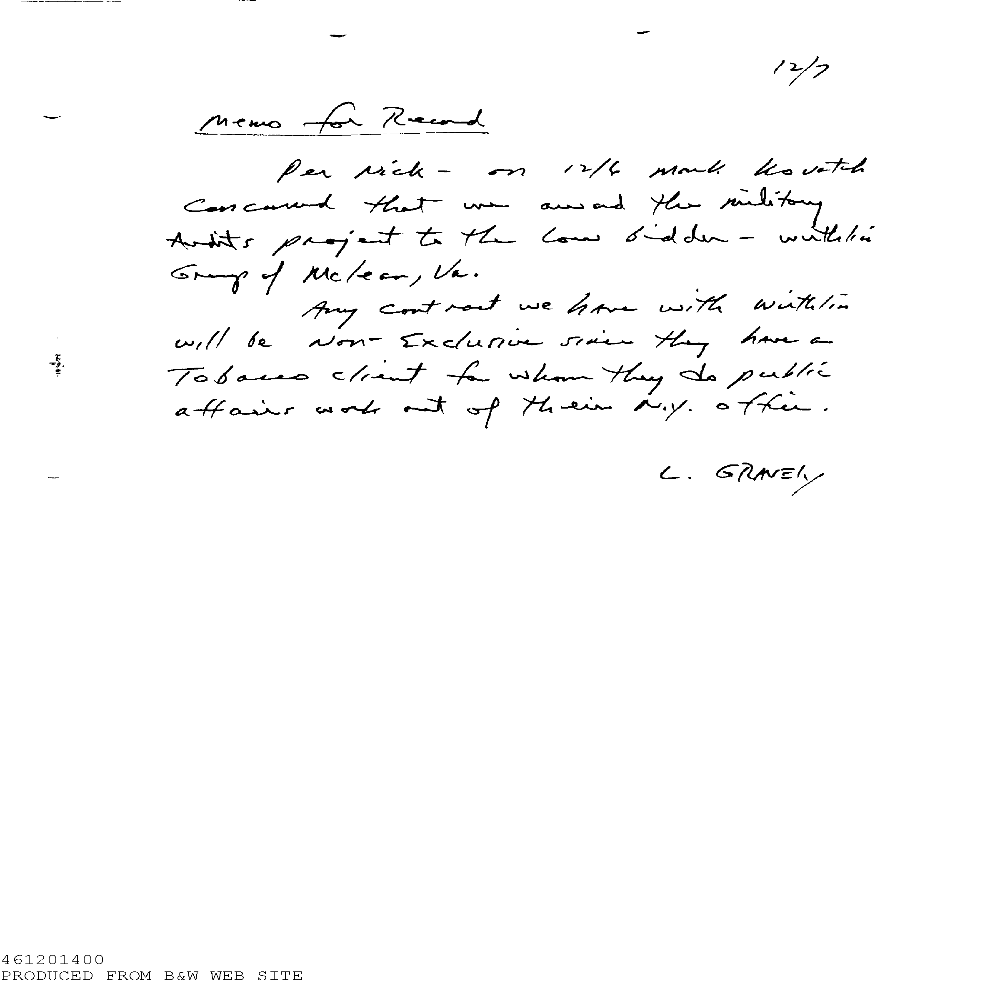 12/7
Memo for Record
Per Nick - on 12/6 Mark Kovatch
concurred that we award the military
Audits project to the low bidder - Wirthlin
Group of McLean, Va.
Any contract we have with Wirthlin
will be Non-Exclusive since they have a
Tobacco client for whom they do public
affairs work out of their N.Y. office.
L. GRAVELY
461201400
PRODUCED FROM B&W WEB SITE